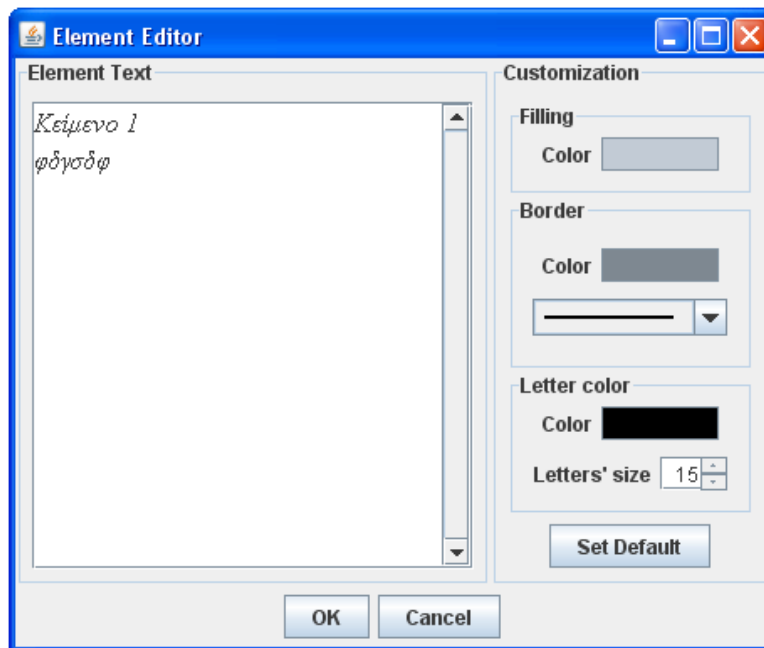 Element Editor
Element Text
Κείμενο 1
φδγσδφ
Customization
Filling
Color
Border
Color
Letter color
Color
Letters' size 15
Set Default
OK Cancel